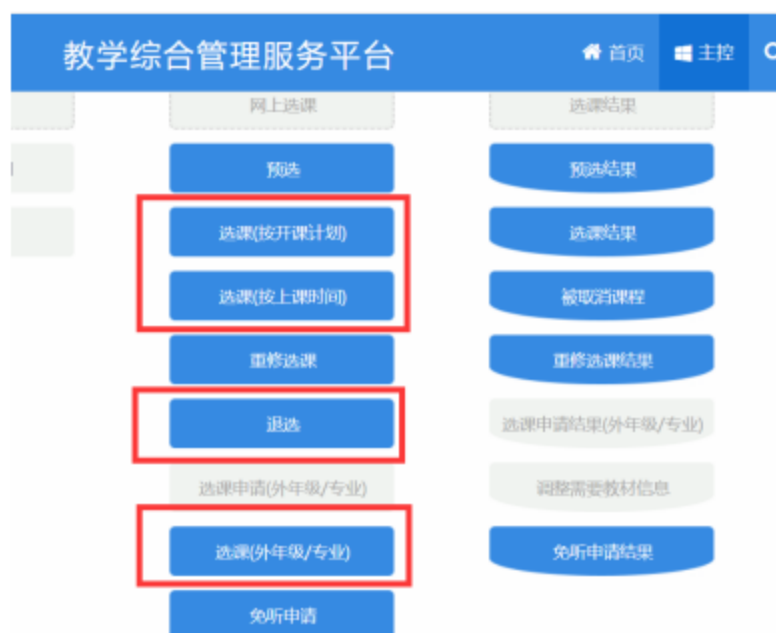 教学综合管理服务平台
首页
主控
网上选课
选课结果
预选
预选结果
选课(按开课计划)
选课结果
选课(按上课时间)
被取消课程
重修选课
重修选课结果
退选
选课申请结果(外年级/专业)
选课申请(外年级/专业)
调整需要教材信息
选课(外年级/专业)
免听申请结果
免听申请